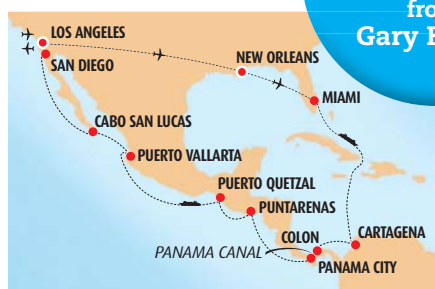 fro
Gary B
LOS ANGELES
SAN DIEGO
NEW ORLEANS
MIAMI
CABO SAN LUCAS
PUERTO VALLARTA
PUERTO QUETZAL
PUNTARENAS
COLON
CARTAGENA
PANAMA CANAL
PANAMA CITY